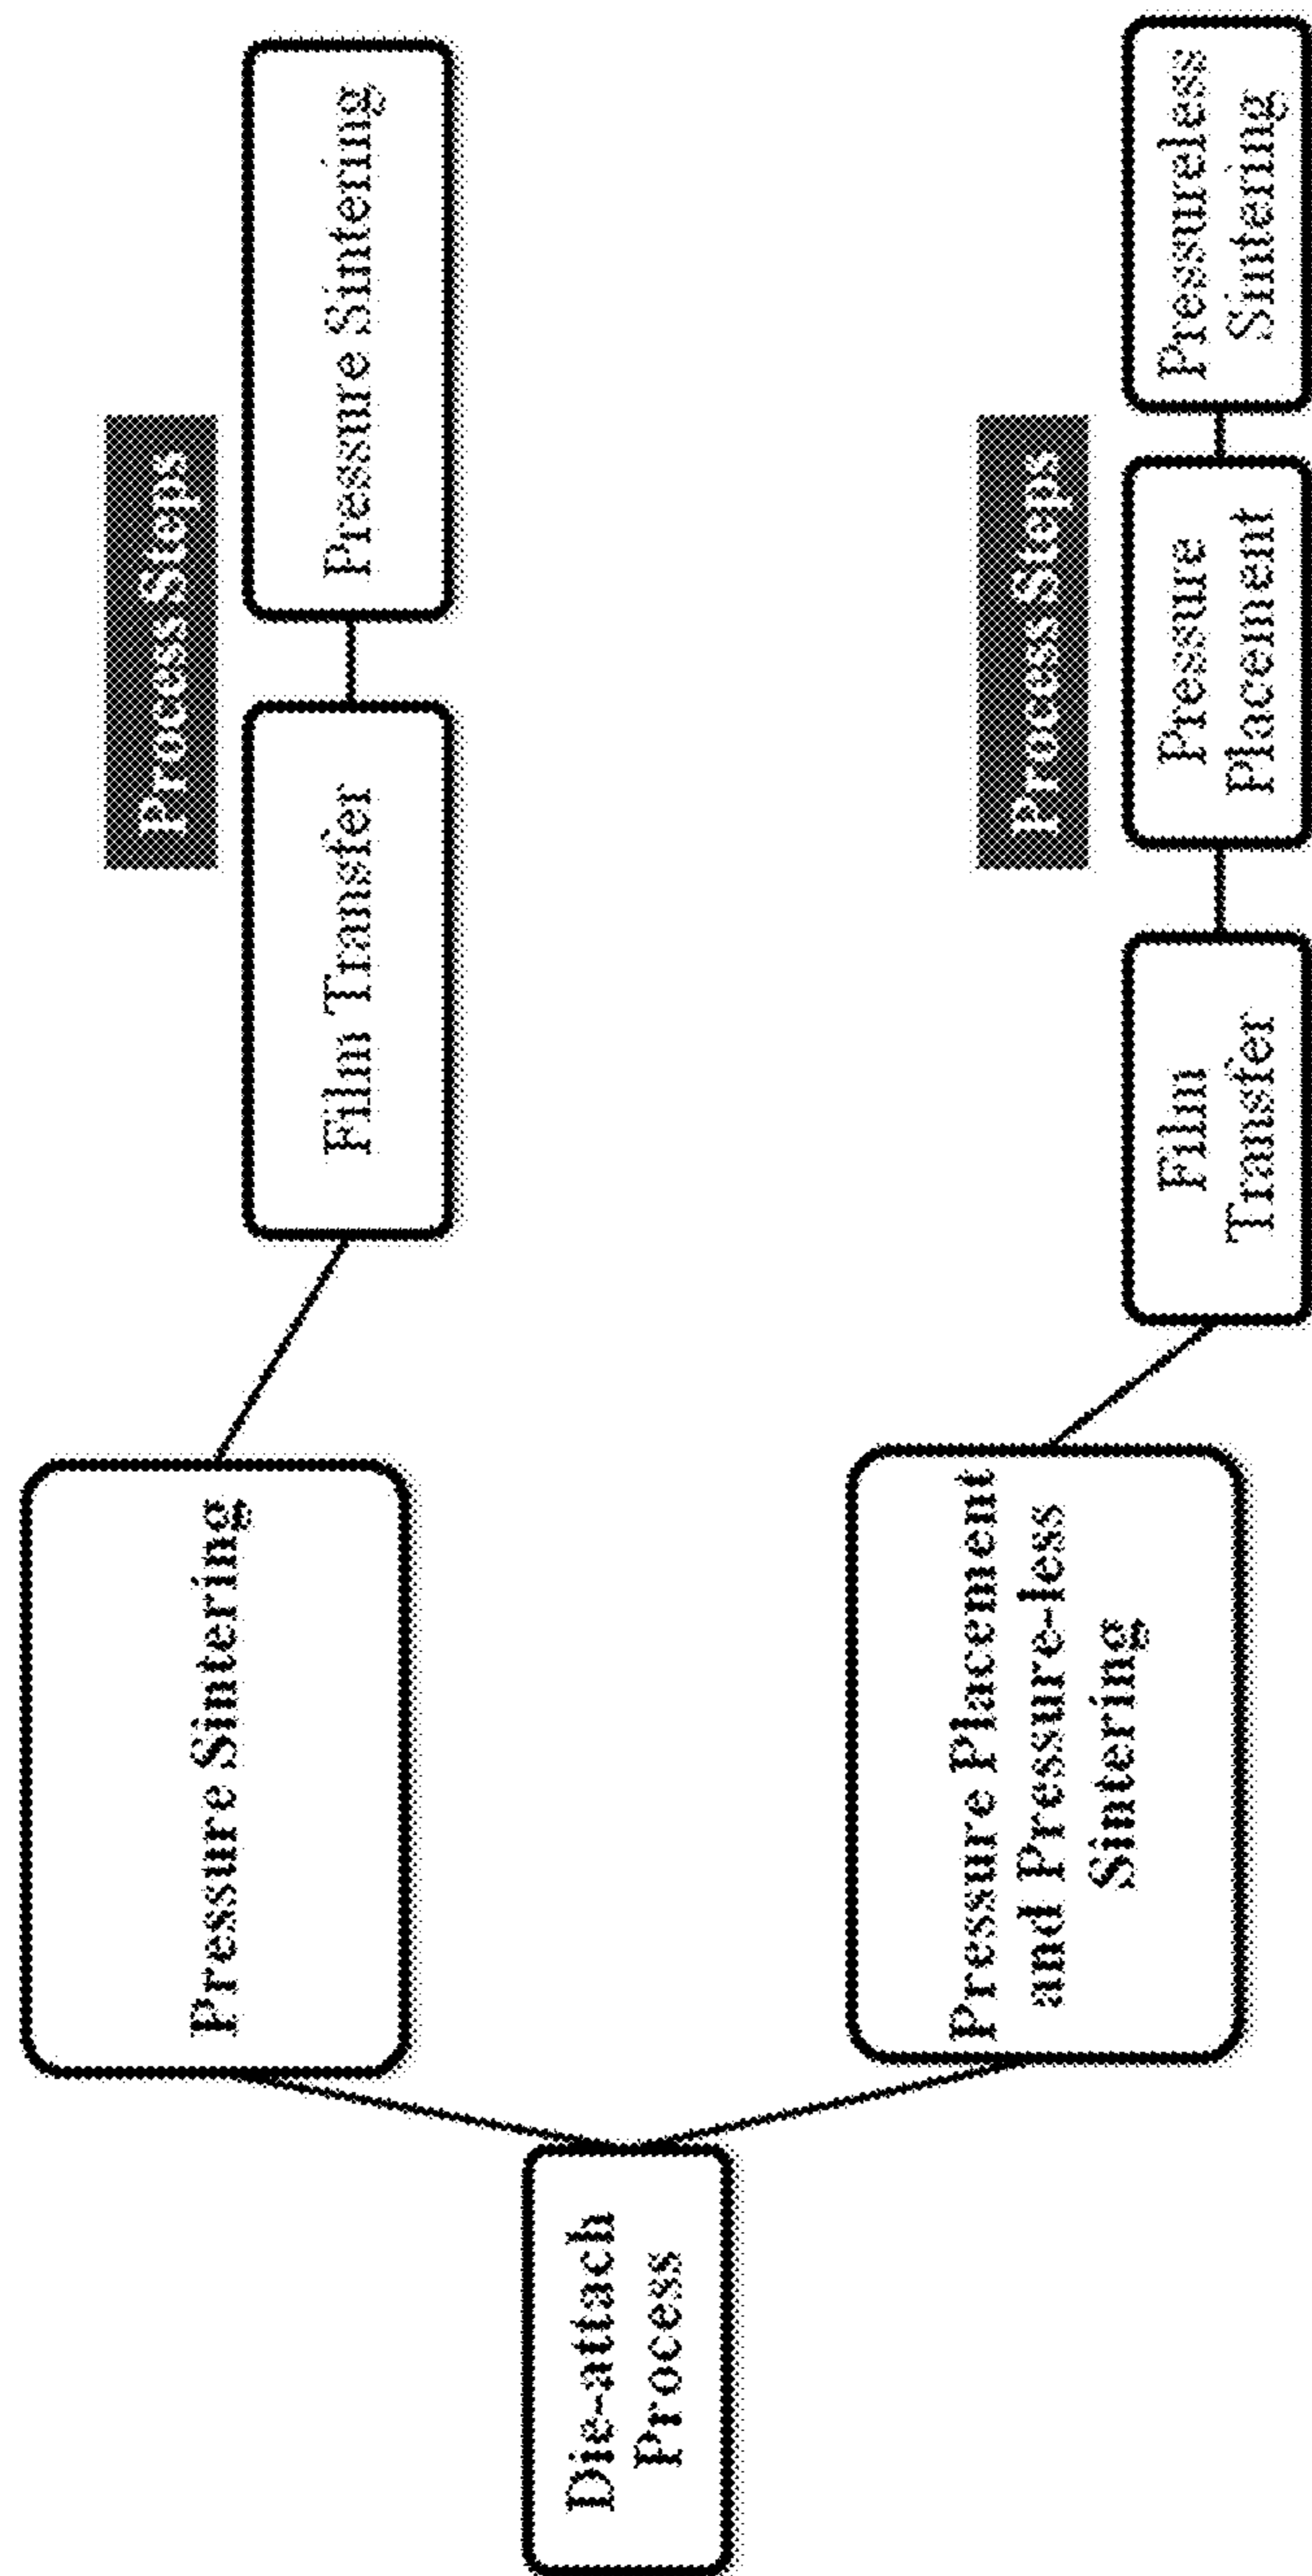 Die-attach
Process
Pressure Sintering
Process Steps
Film Transfer
Pressure Sintering
Pressure Placement
and Pressure-less
Sintering
Process Steps
Film
Transfer
Pressure
Placement
Pressureless
Sintering